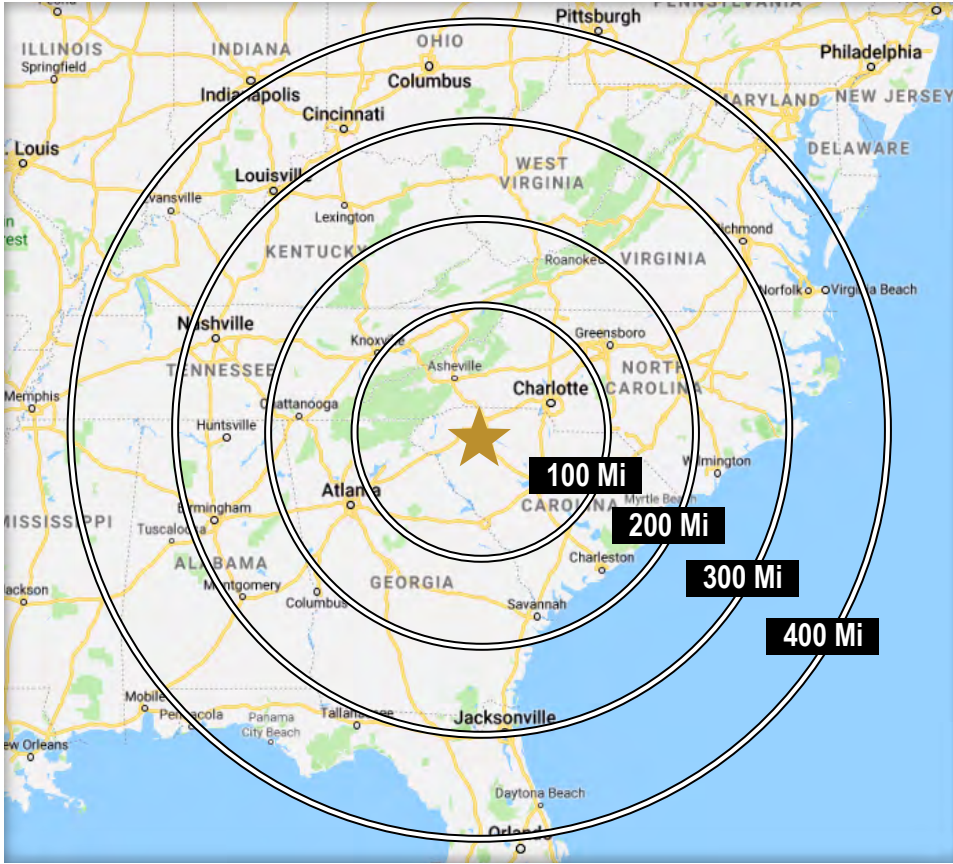 Pittsburgh
PENNSYLVANIA
OHIO
ILLINOIS
INDIANA
Philadelphia
Springfield
Columbus
Indianapolis
MARYLAND
NEW JERSEY
Cincinnati
. Louis
DELAWARE
WEST
VIRGINIA
Louisville
Evansville
Lexington
Richmond
KENTUCKY
Roanoke
VIRGINIA
Norfolk
Virginia Beach
Nashville
Greensboro
Knoxville
Asheville
NORTH
CAROLINA
TENNESSEE
Charlotte
Memphis
Chattanooga
Huntsville
Wilmington
100 Mi
Atlanta
Myrtle Beach
CAROLINA
Birmingham
200 Mi
MISSISSIPPI
Tuscaloosa
ALABAMA
Charleston
GEORGIA
300 Mi
Montgomery
Jackson
Columbus
Savannah
400 Mi
Mobile
Pensacola
Panama
City Beach
Tallahassee
Jacksonville
ew Orleans
Daytona Beach
Orlando